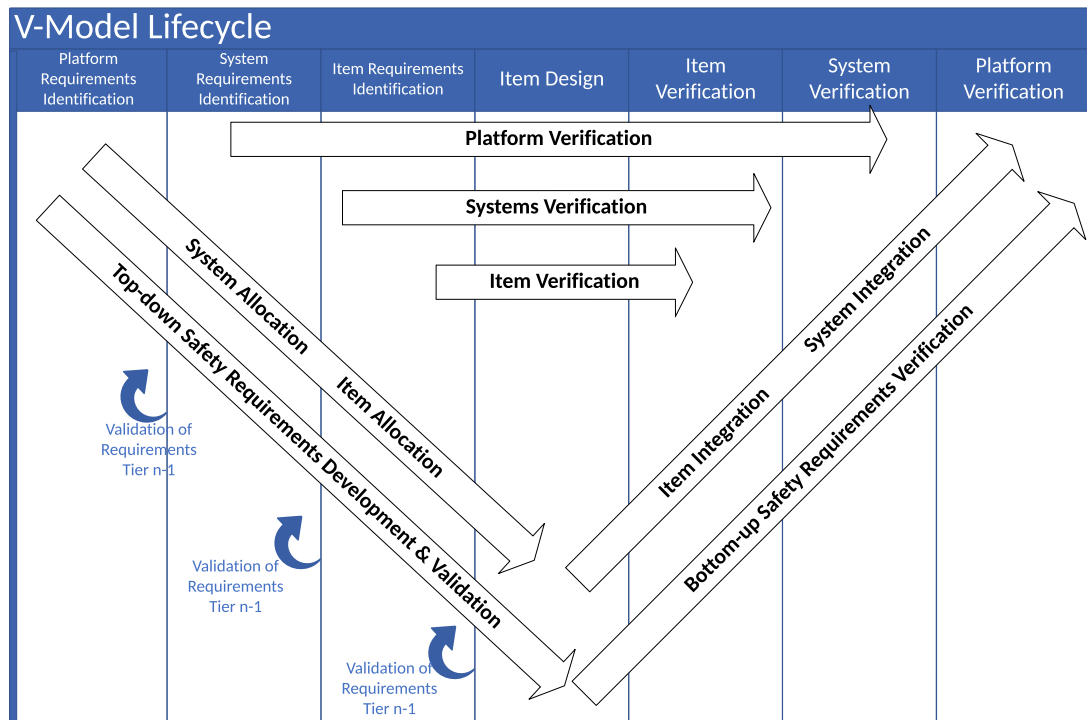 V-Model Lifecycle
Platform
Requirements
Identification
System
Requirements
Identification
Item Requirements
Identification
Item Design
Item
Verification
System
Verification
Platform
Verification
Platform Verification
Systems Verification
Item Verification
System Allocation
Item Allocation
Top-down Safety Requirements Development & Validation
System Integration
Item Integration
Bottom-up Safety Requirements Verification
Validation of
Requirements
Tier n-1
Validation of
Requirements
Tier n-1
Validation of
Requirements
Tier n-1